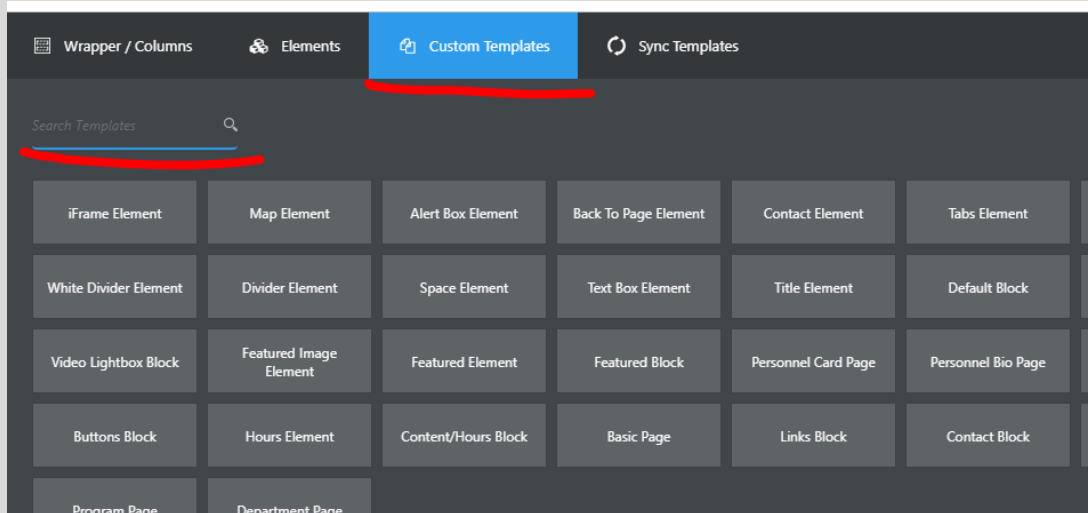 Wrapper / Columns
Elements
Custom Templates
Sync Templates
Search Templates
iFrame Element
Map Element
Alert Box Element
Back To Page Element
Contact Element
Tabs Element
White Divider Element
Divider Element
Space Element
Text Box Element
Title Element
Default Block
Video Lightbox Block
Featured Image
Element
Featured Element
Featured Block
Personnel Card Page
Personnel Bio Page
Buttons Block
Hours Element
Content/Hours Block
Basic Page
Links Block
Contact Block
Program Page
Department Page